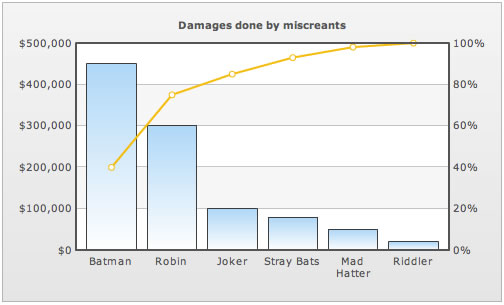 Damages done by miscreants
$500,000
$400,000
$300,000
$200,000
$100,000
$0
100%
80%
60%
40%
20%
0%
Batman
Robin
Joker
Stray Bats
Mad
Hatter
Riddler